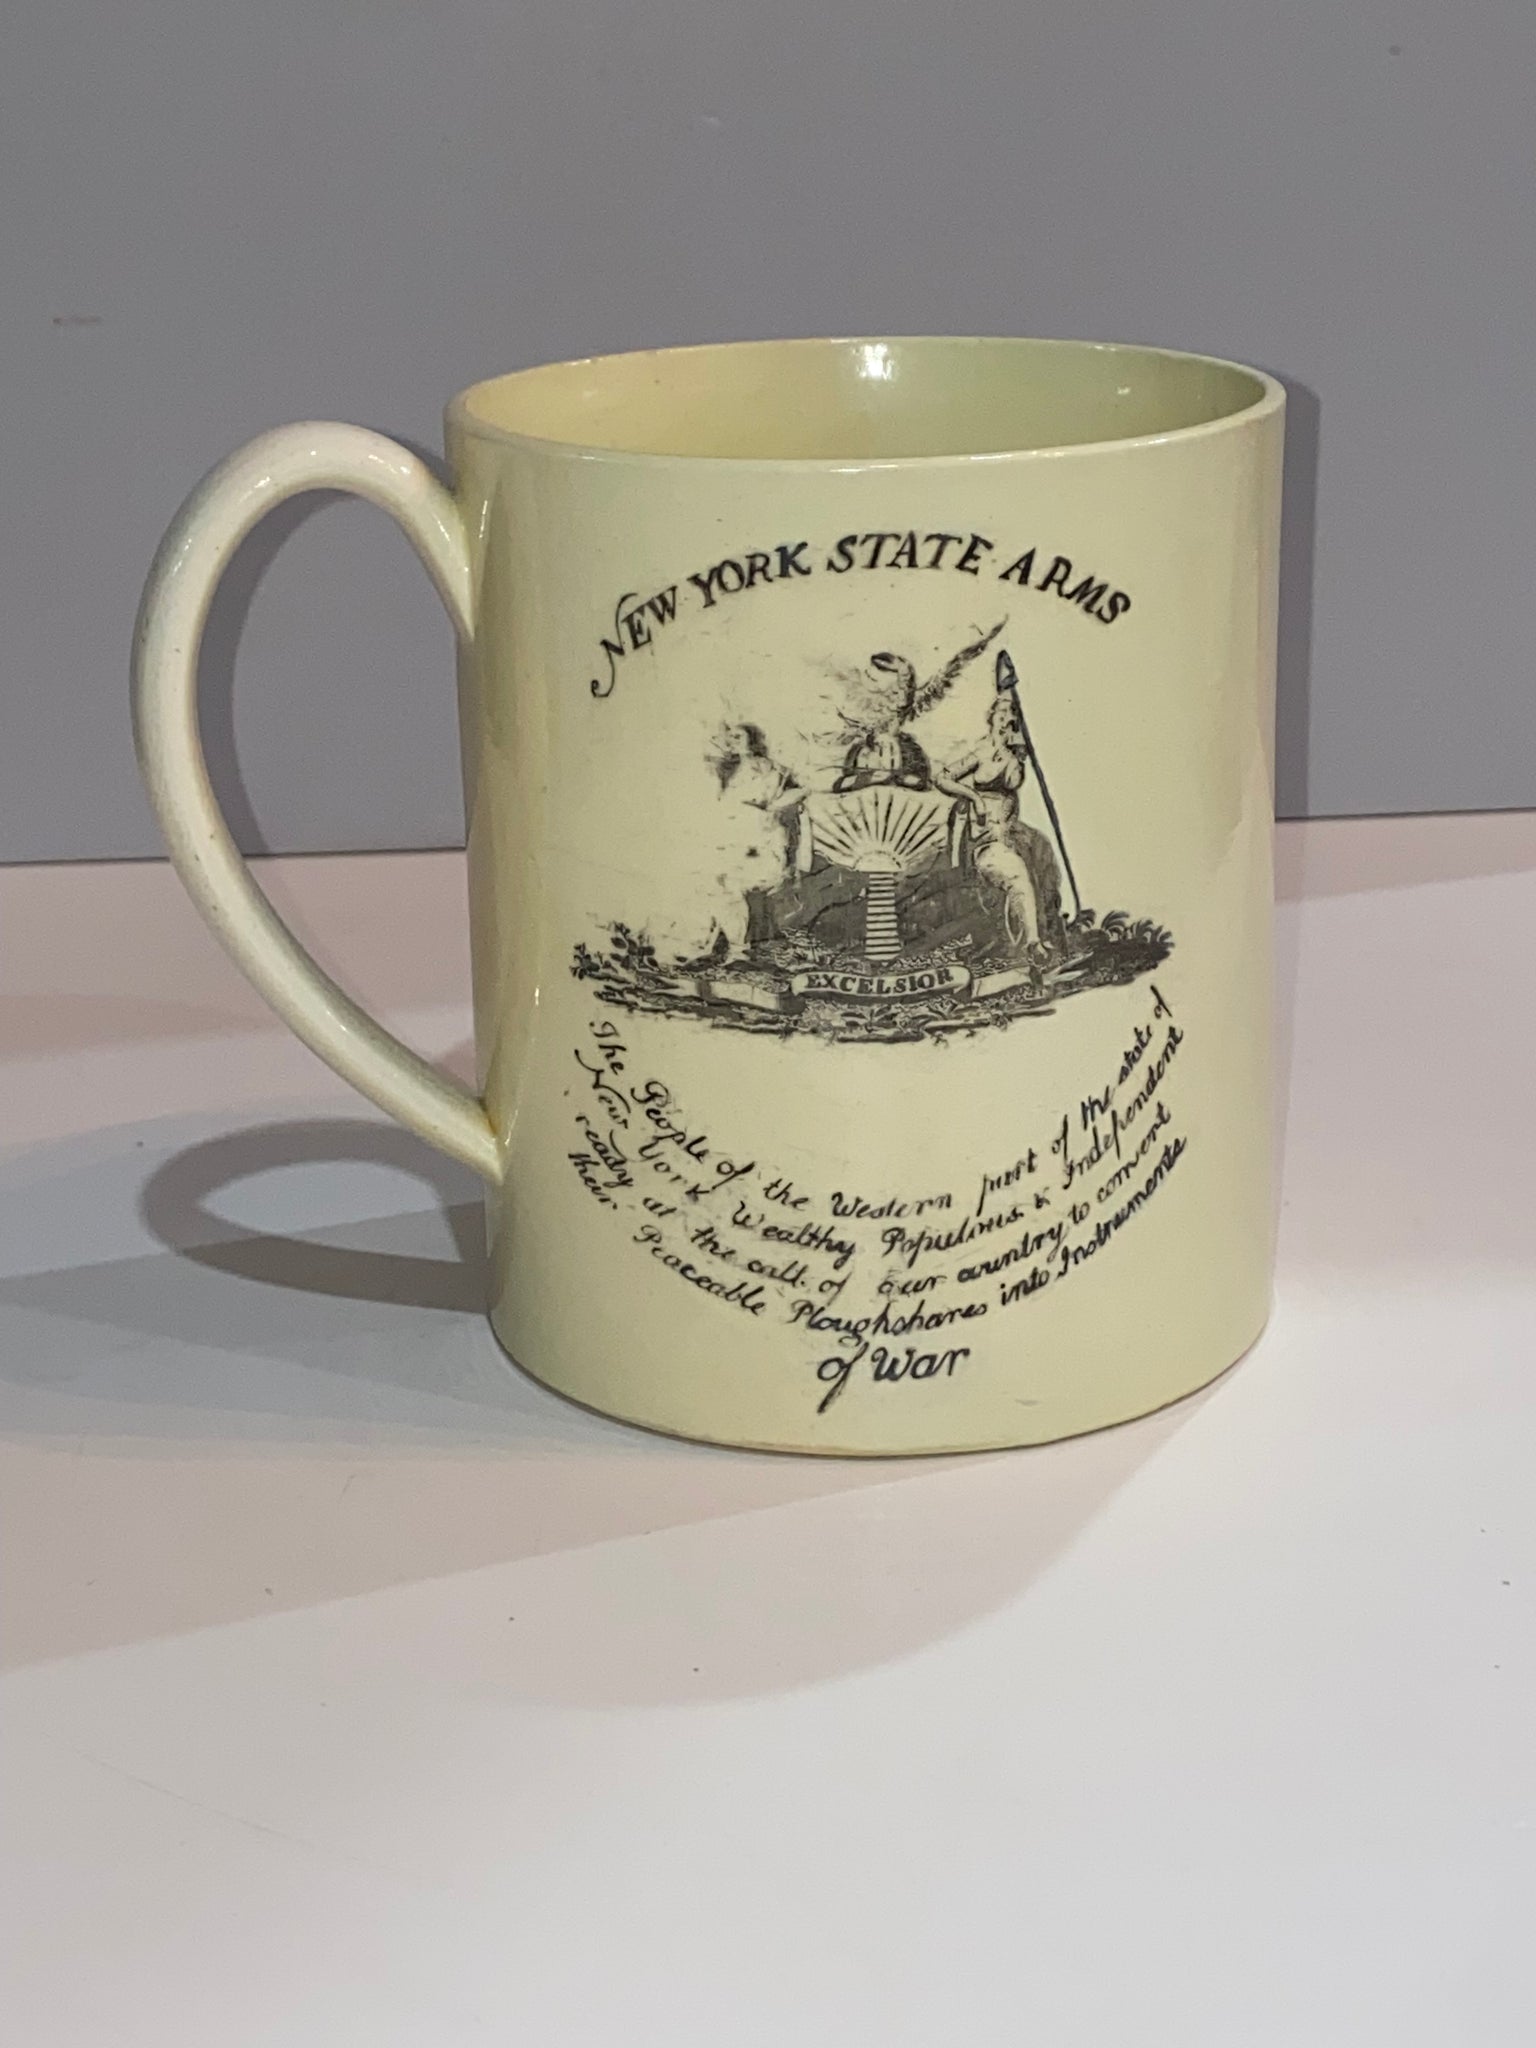 NEW YORK STATE ARMS
EXCELSIOR
The People of the Western part of the state of
New York Wealthy Populous & Independent
ready at the call of our country to convert
their Peaceable Ploughshares into Instruments
of War